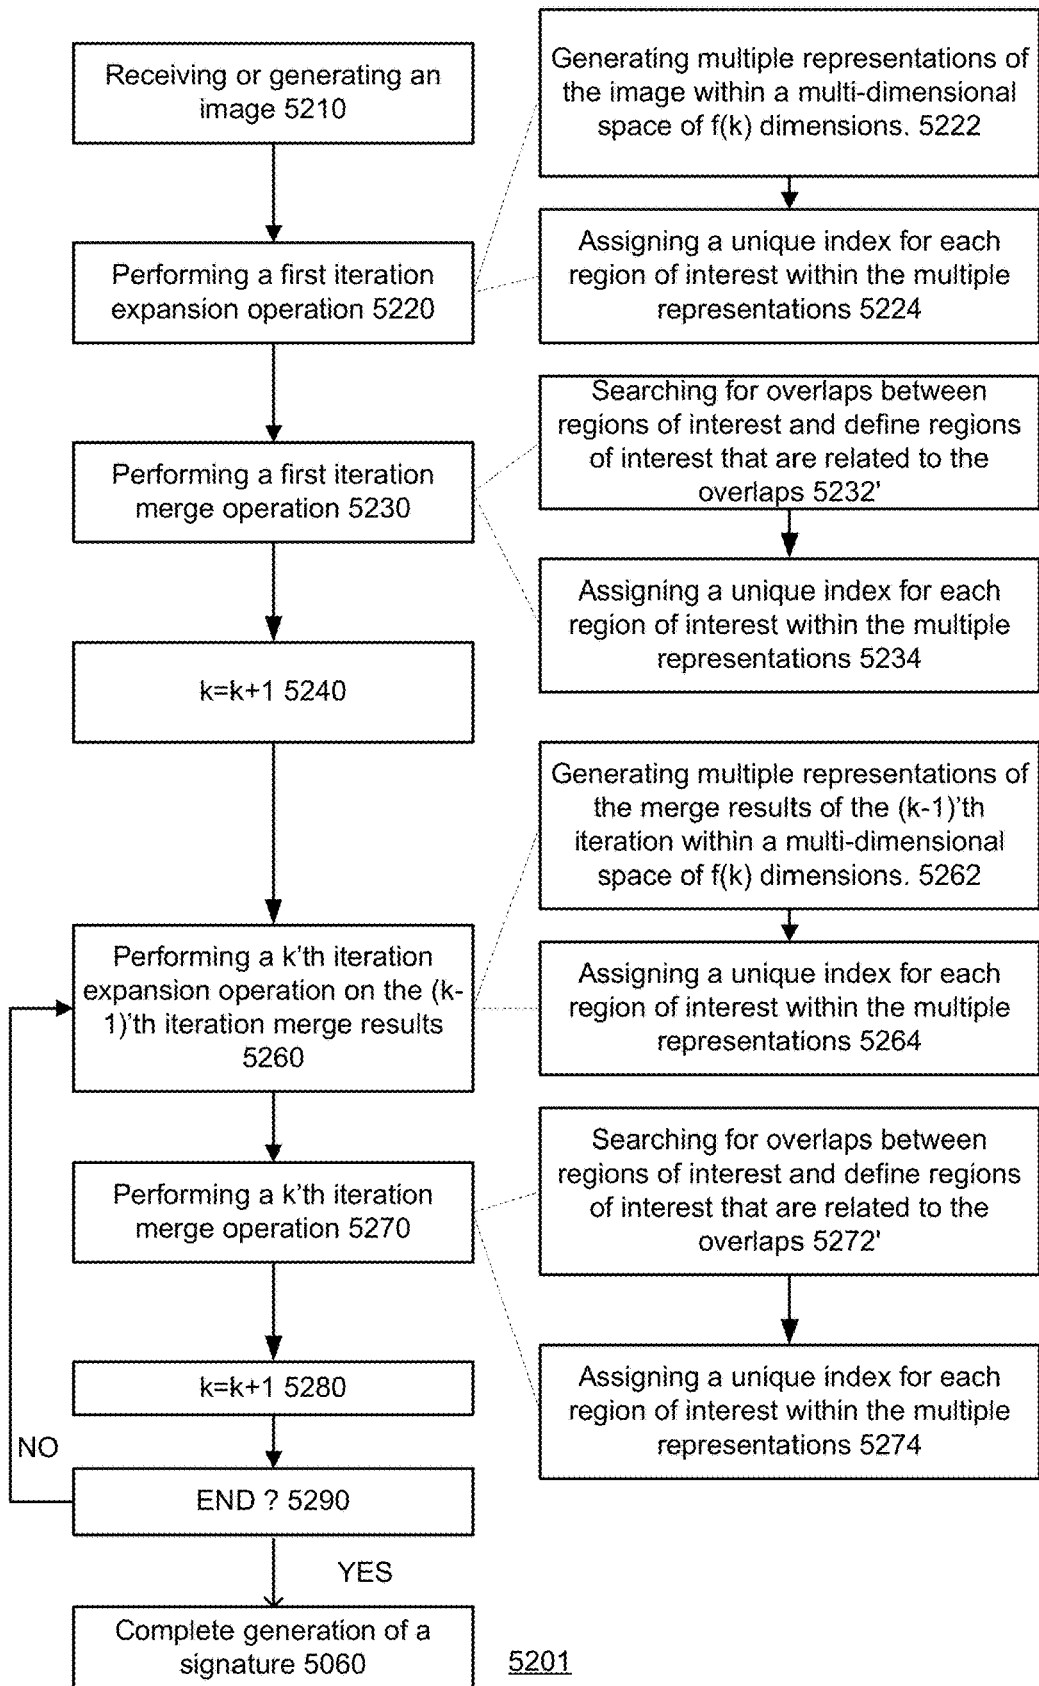 Receiving or generating an
image 5210
Generating multiple representations of
the image within a multi-dimensional
space of f(k) dimensions. 5222
Performing a first iteration
expansion operation 5220
Assigning a unique index for each
region of interest within the multiple
representations 5224
Performing a first iteration
merge operation 5230
Searching for overlaps between
regions of interest and define regions
of interest that are related to the
overlaps 5232'
Assigning a unique index for each
region of interest within the multiple
representations 5234
k=k+1 5240
Generating multiple representations of
the merge results of the (k-1)'th
iteration within a multi-dimensional
space of f(k) dimensions. 5262
Performing a k'th iteration
expansion operation on the (k-
1)'th iteration merge results
5260
Assigning a unique index for each
region of interest within the multiple
representations 5264
Performing a k'th iteration
merge operation 5270
Searching for overlaps between
regions of interest and define regions
of interest that are related to the
overlaps 5272'
Assigning a unique index for each
region of interest within the multiple
representations 5274
k=k+1 5280
NO
END ? 5290
YES
Complete generation of a
signature 5060
5201